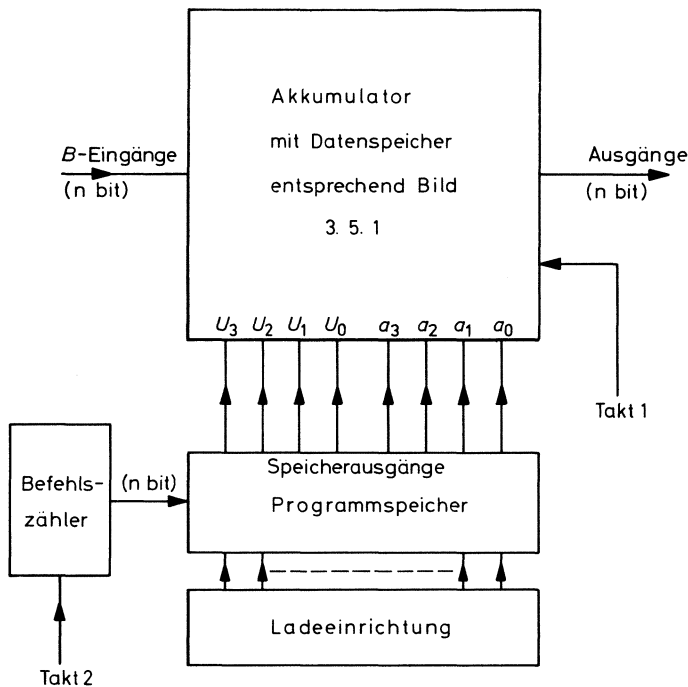 Akkumulator
mit Datenspeicher
entsprechend Bild
3. 5. 1
B-Eingänge
(n bit)
Ausgänge
(n bit)
U3 U2 U1 U0 a3 a2 a1 a0
Takt 1
Befehls-
zähler
(n bit)
Speicherausgänge
Programmspeicher
Ladeeinrichtung
Takt 2